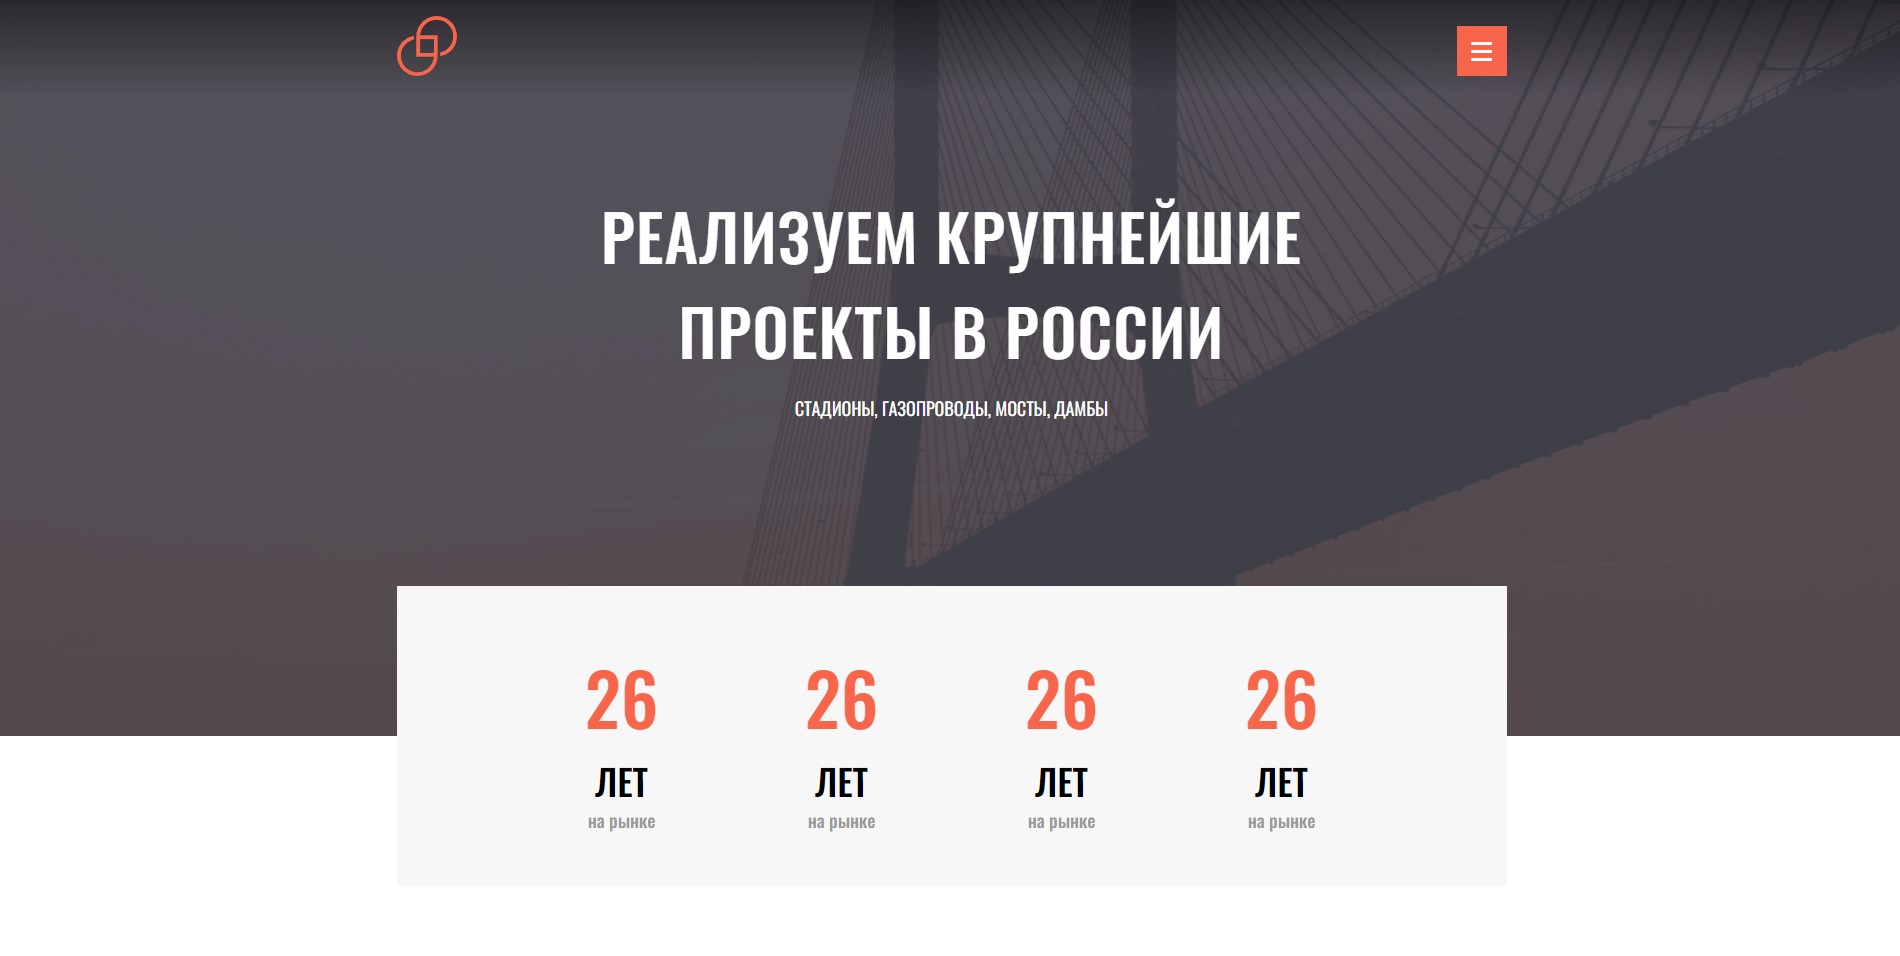 РЕАЛИЗУЕМ КРУПНЕЙШИЕ
ПРОЕКТЫ В РОССИИ
СТАДИОНЫ, ГАЗОПРОВОДЫ, МОСТЫ, ДАМБЫ
26 26 26 26
ЛЕТ ЛЕТ ЛЕТ ЛЕТ
на рынке на рынке на рынке на рынке